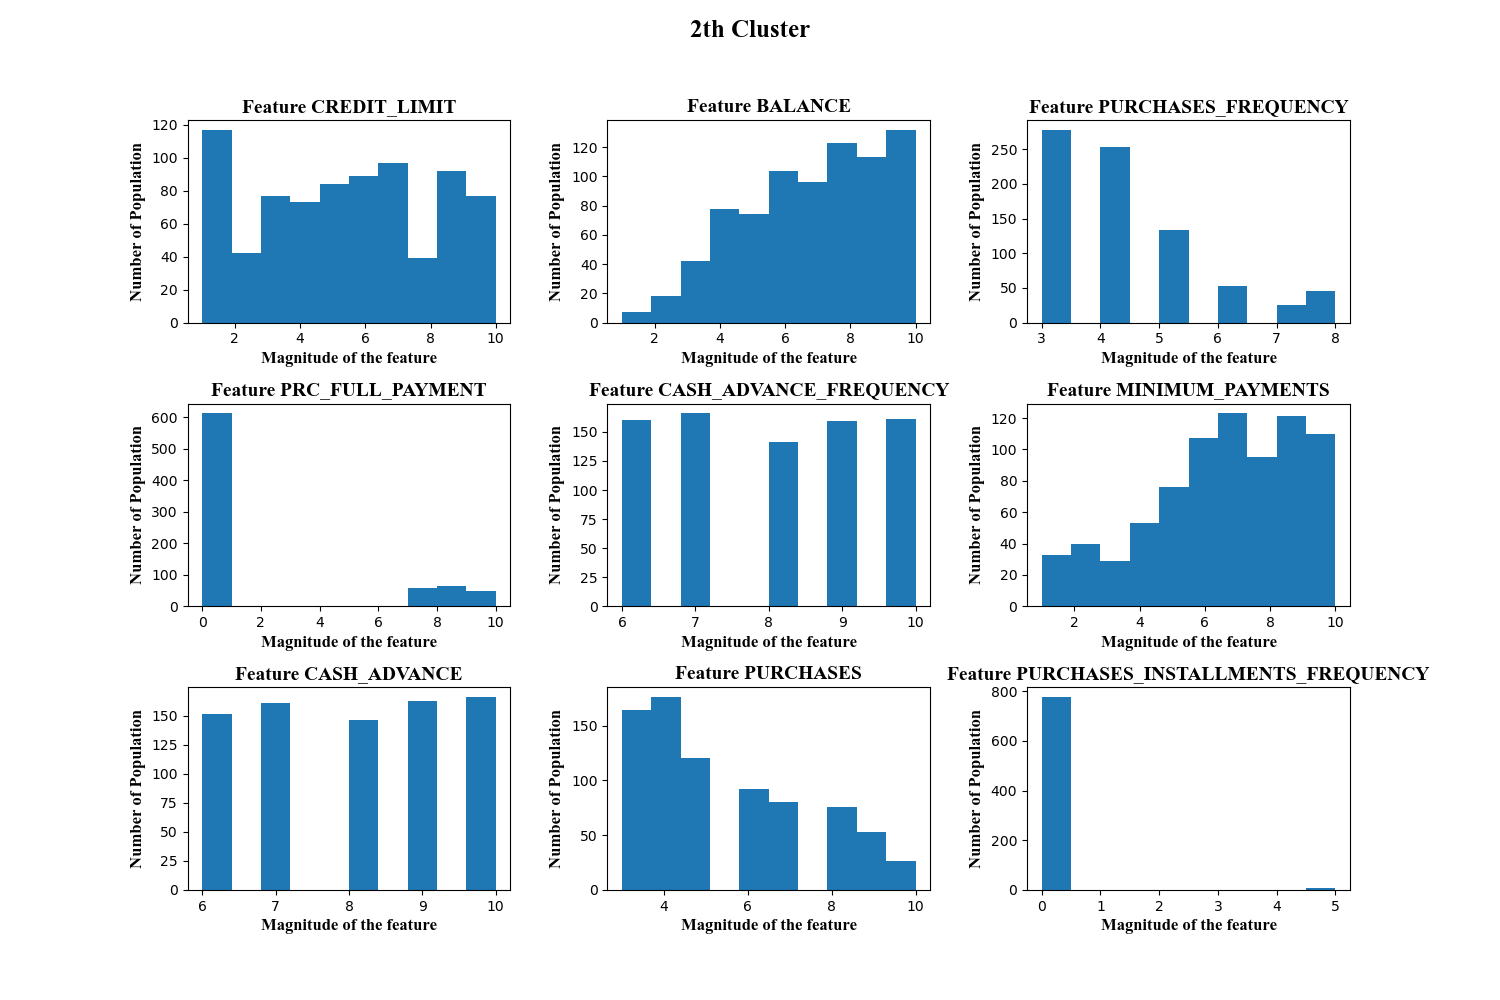 2th Cluster
Feature CREDIT_LIMIT
Number of Population
120
100
80
60
40
20
0
2 4 6 8 10
Magnitude of the feature
Feature BALANCE
Number of Population
120
100
80
60
40
20
0
2 4 6 8 10
Magnitude of the feature
Feature PURCHASES_FREQUENCY
Number of Population
250
200
150
100
50
0
3 4 5 6 7 8
Magnitude of the feature
Feature PRC_FULL_PAYMENT
Number of Population
600
500
400
300
200
100
0
0 2 4 6 8 10
Magnitude of the feature
Feature CASH_ADVANCE_FREQUENCY
Number of Population
150
125
100
75
50
25
0
6 7 8 9 10
Magnitude of the feature
Feature MINIMUM_PAYMENTS
Number of Population
120
100
80
60
40
20
0
2 4 6 8 10
Magnitude of the feature
Feature CASH_ADVANCE
Number of Population
150
125
100
75
50
25
0
6 7 8 9 10
Magnitude of the feature
Feature PURCHASES
Number of Population
150
100
50
0
4 6 8 10
Magnitude of the feature
Feature PURCHASES_INSTALLMENTS_FREQUENCY
Number of Population
800
600
400
200
0
0 1 2 3 4 5
Magnitude of the feature